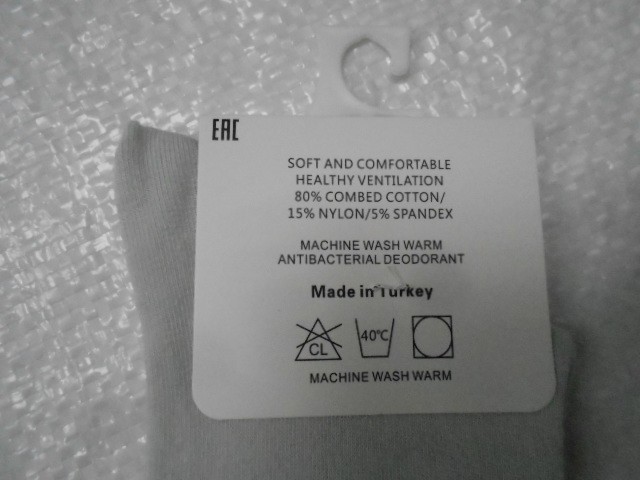 EAC
SOFT AND COMFORTABLE
HEALTHY VENTILATION
80% COMBED COTTON/
15% NYLON/5% SPANDEX
MACHINE WASH WARM
ANTIBACTERIAL DEODORANT
Made in Turkey
CL 40°C
MACHINE WASH WARM